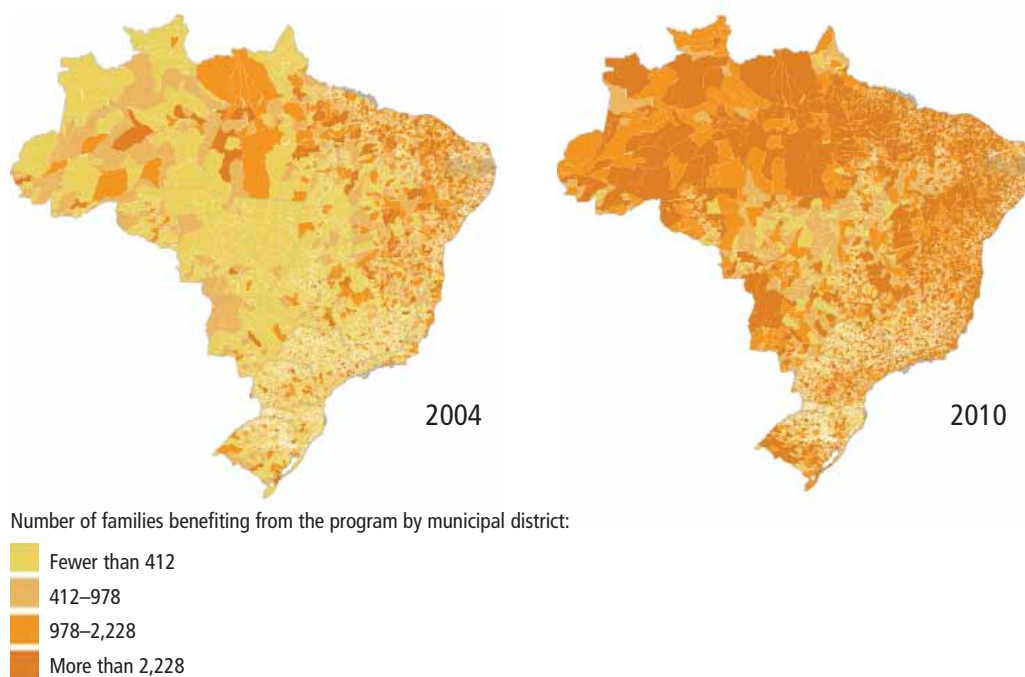 2004
2010
Number of families benefiting from the program by municipal district:
Fewer than 412
412–978
978–2,228
More than 2,228